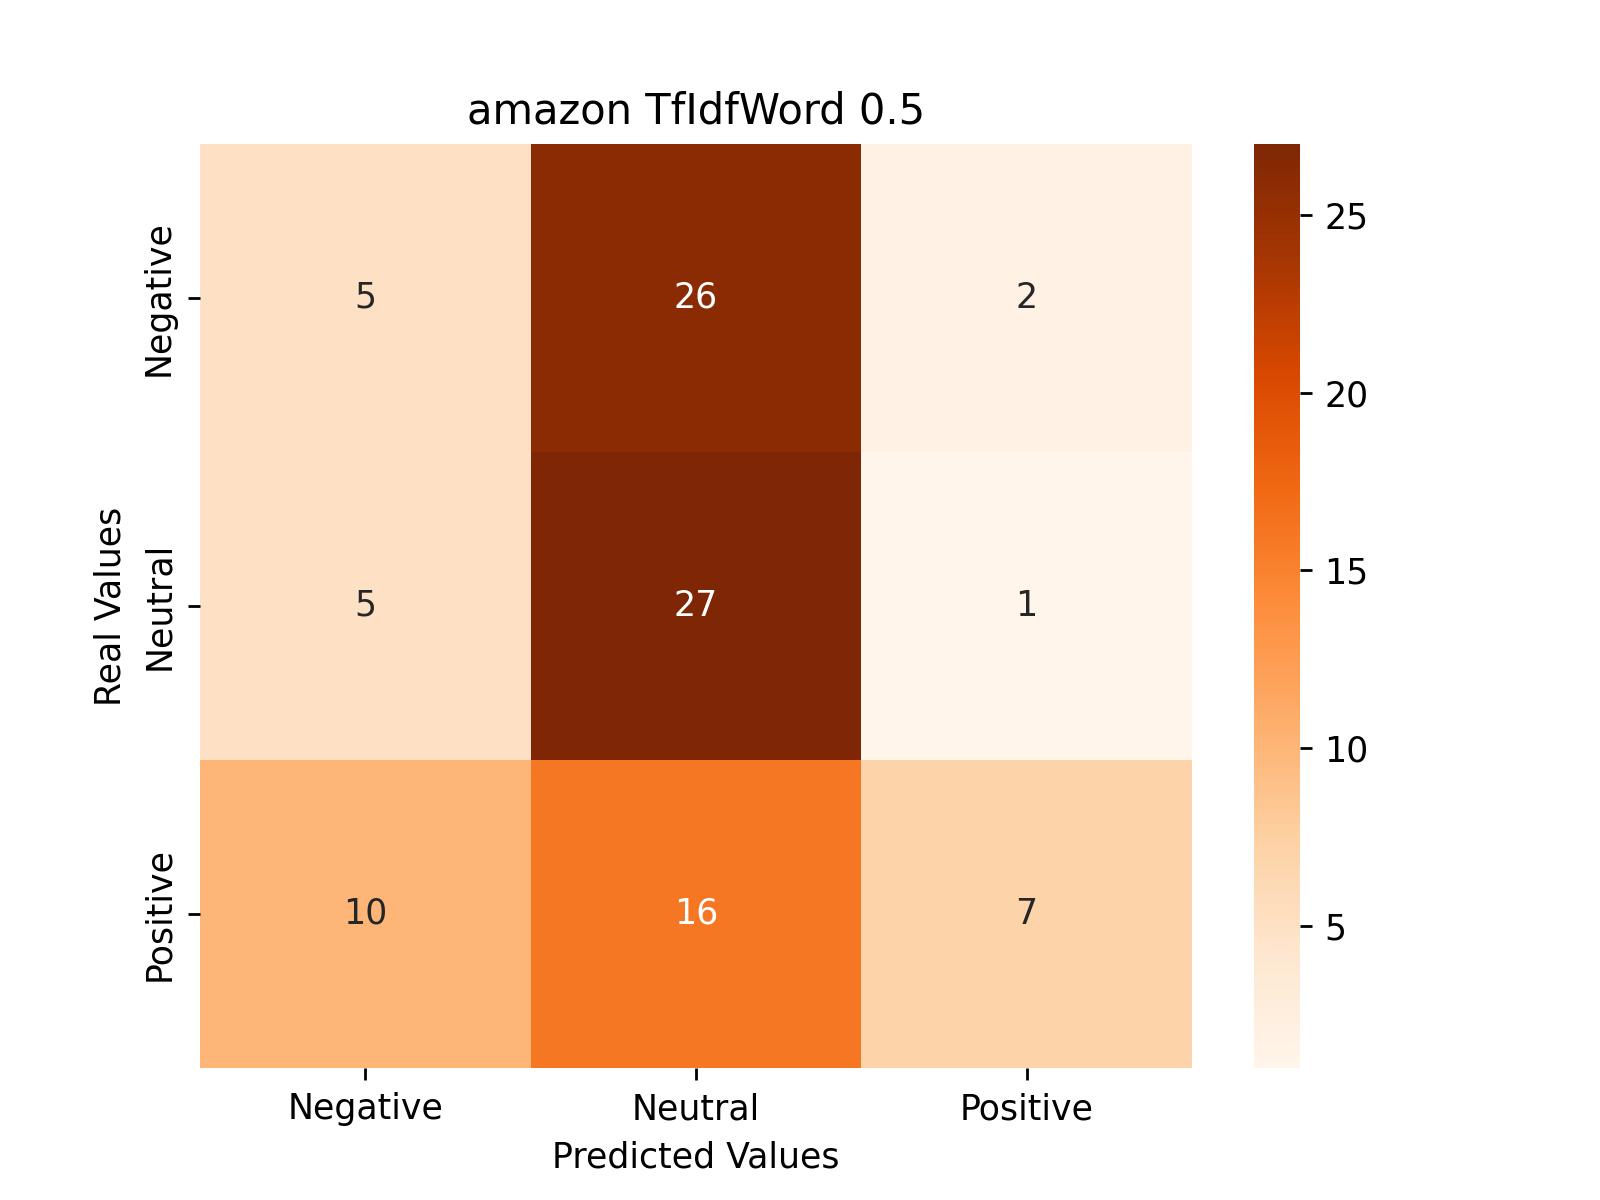 amazon TfIdfWord 0.5
Real Values
Negative
5 26 2
Neutral
5 27 1
Positive
10 16 7
Negative Neutral Positive
Predicted Values
25
20
15
10
5